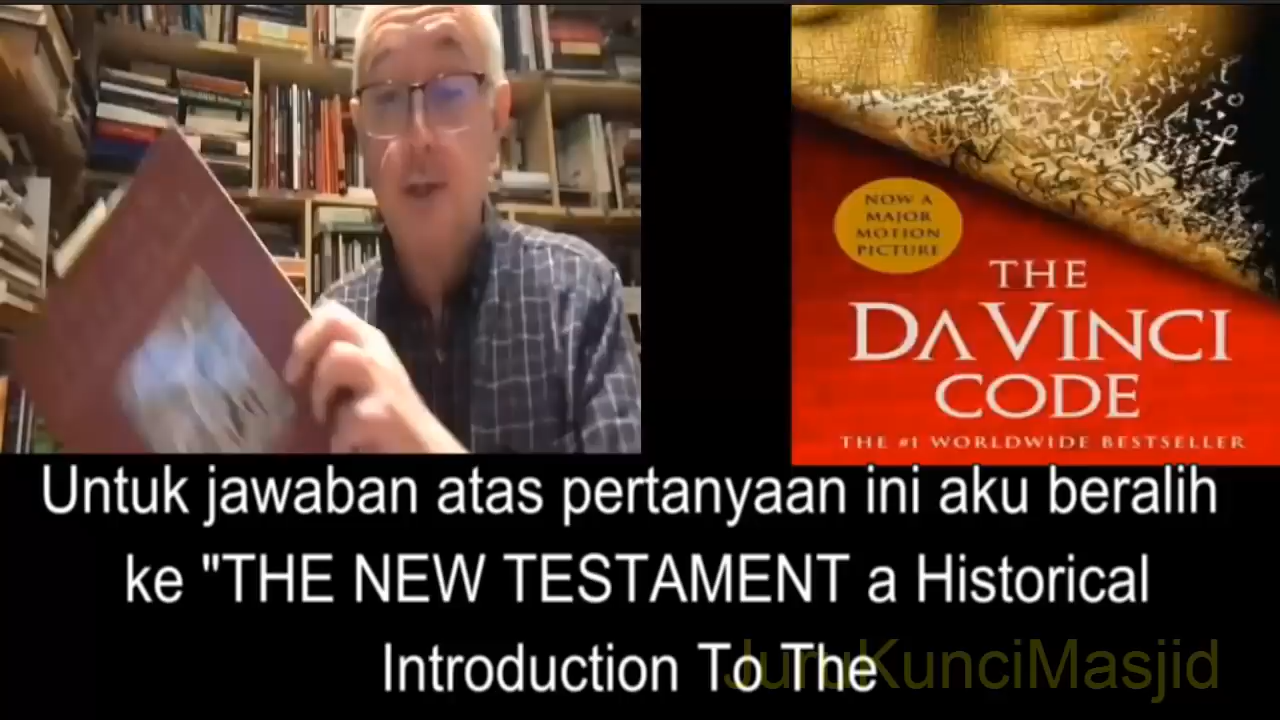 NOW A
MAJOR
MOTION
PICTURE
THE
DA VINCI
CODE
THE #1 WORLDWIDE BESTSELLER
Untuk jawaban atas pertanyaan ini aku beralih
ke "THE NEW TESTAMENT a Historical
Introduction To The
JuruKunciMasjid